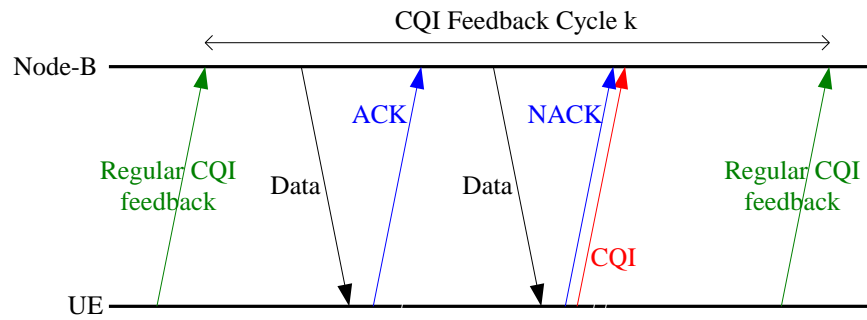 CQI Feedback Cycle k
Node-B
ACK
NACK
Regular CQI
feedback
Data
Data
Regular CQI
feedback
CQI
UE